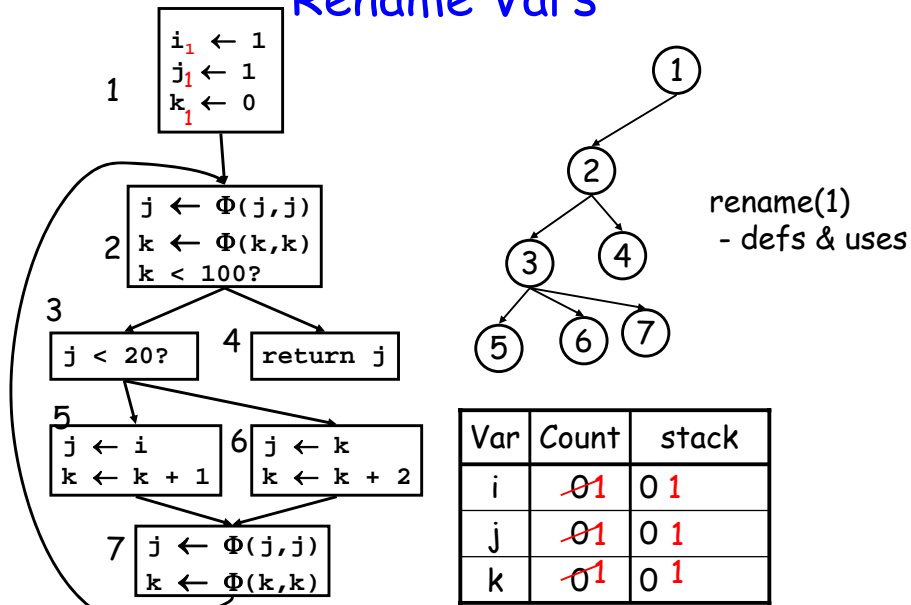 Rename Vars
1
i₁ ← 1
j₁ ← 1
k₁ ← 0
2
j ← Φ(j,j)
k ← Φ(k,k)
k < 100?
3
j < 20?
4
return j
5
j ← i
k ← k + 1
6
j ← k
k ← k + 2
7
j ← Φ(j,j)
k ← Φ(k,k)
1
2
3
4
5
6
7
rename(1)
- defs & uses
Var Count stack
i 0 1 0 1
j 0 1 0 1
k 0 1 0 1